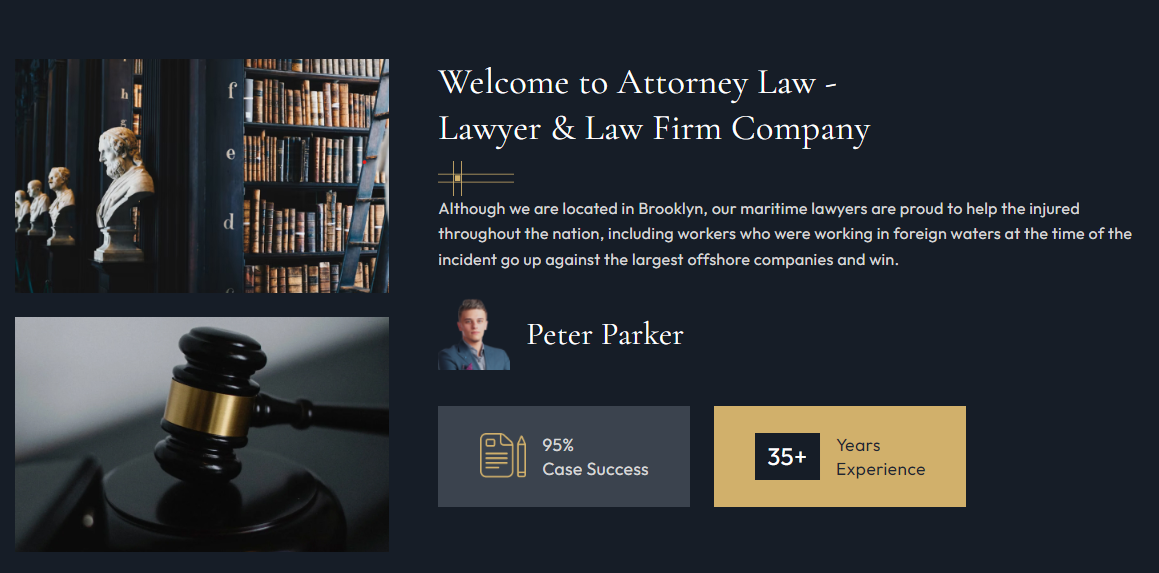 h
g
f
e
d
Welcome to Attorney Law -
Lawyer & Law Firm Company
Although we are located in Brooklyn, our maritime lawyers are proud to help the injured
throughout the nation, including workers who were working in foreign waters at the time of the
incident go up against the largest offshore companies and win.
Peter Parker
95%
Case Success
35+
Years
Experience